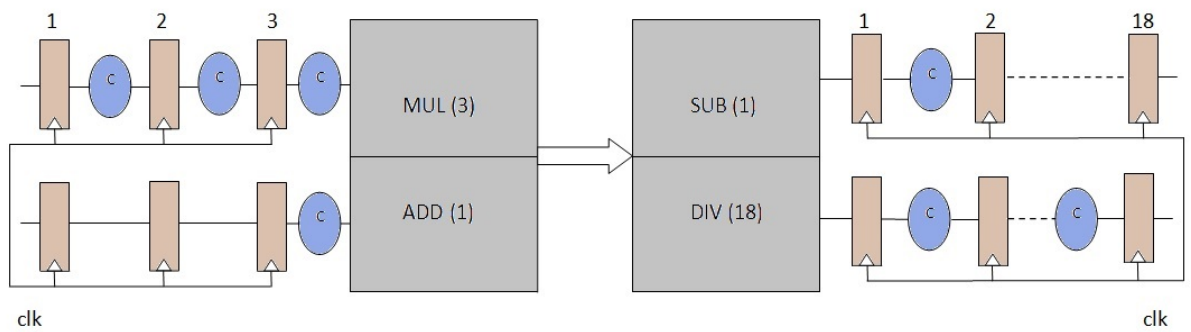 1 2 3
C C C
MUL (3)
C
ADD (1)
clk
1 2 18
C
SUB (1)
C C
DIV (18)
clk